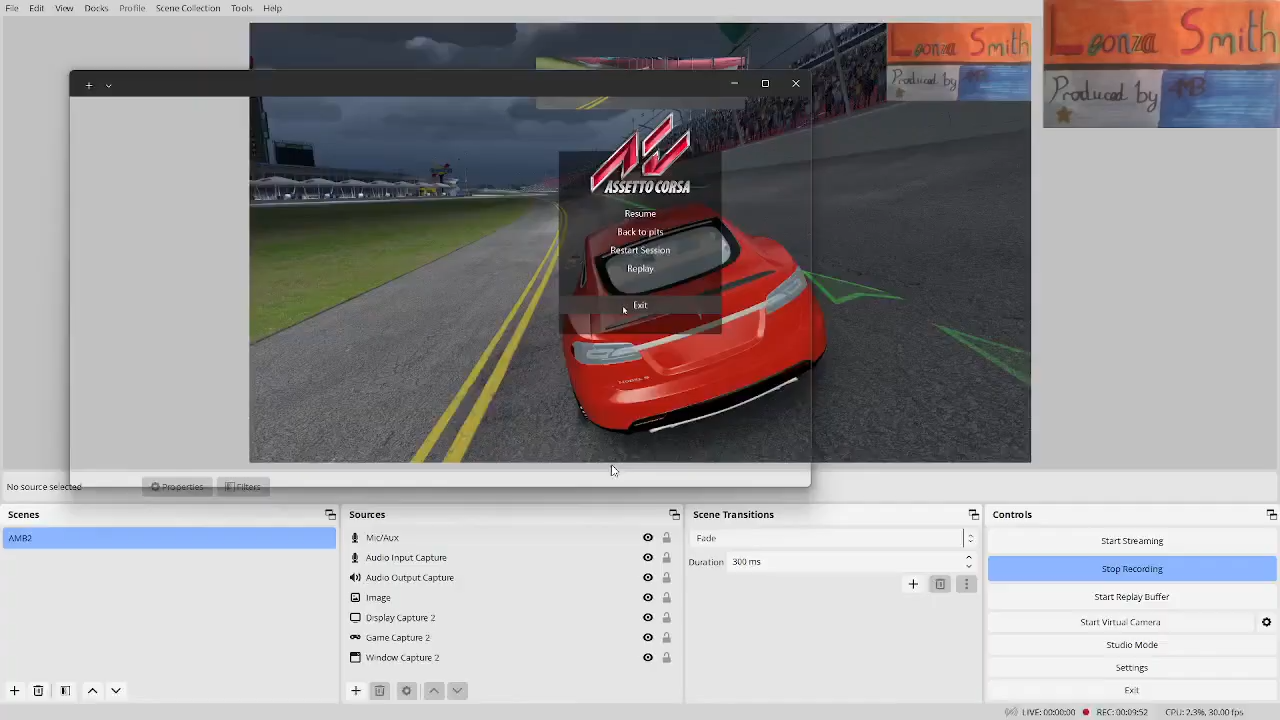 File Edit View Docks Profile Scene Collection Tools Help
Leonza Smith
Produced by AMB
Leonza Smith
Produced by AMB
ASSETTO CORSA
Resume
Back to pits
Restart Session
Replay
Exit
No source selected
Properties
Filters
Scenes
AMB2
Sources
Mic/Aux
Audio Input Capture
Audio Output Capture
Image
Display Capture 2
Game Capture 2
Window Capture 2
Scene Transitions
Fade
Duration 300 ms
Controls
Start Streaming
Stop Recording
Start Replay Buffer
Start Virtual Camera
Studio Mode
Settings
Exit
LIVE: 00:00:00 REC: 00:09:52 CPU: 2.3%, 30.00 fps